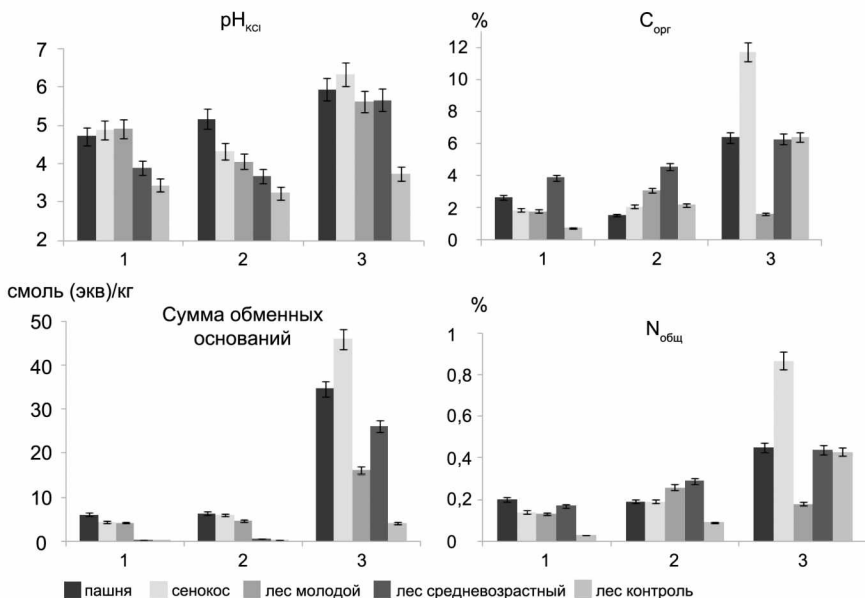 pH KCl
7
6
5
4
3
2
1 2 3
% C орг
12
10
8
6
4
2
0
1 2 3
смоль (экв)/кг
Сумма обменных
оснований
50
40
30
20
10
0
1 2 3
% N общ
1
0,8
0,6
0,4
0,2
0
1 2 3
пашня сенокос лес молодой лес средневозрастный лес контроль